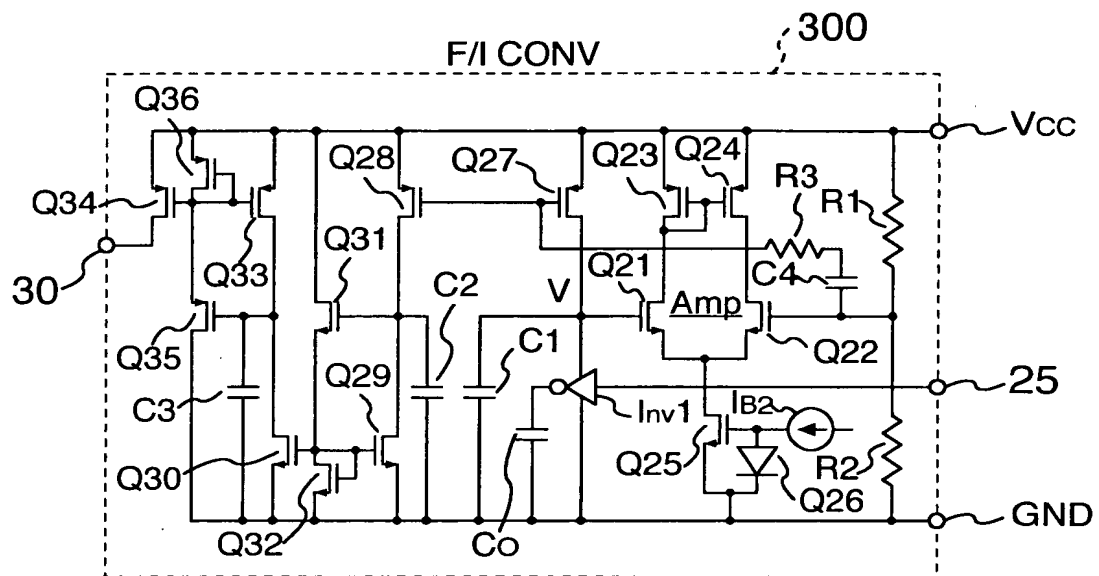 300
F/I CONV
Q36
VCC
Q28
Q27
Q23
Q24
R3
R1
Q34
Q31
Q33
30
Q21
C4
C2
V
Amp
Q35
C1
Q22
Q29
25
C3
Inv1
IB2
Q30
Q25
R2
Q26
GND
Q32
Co